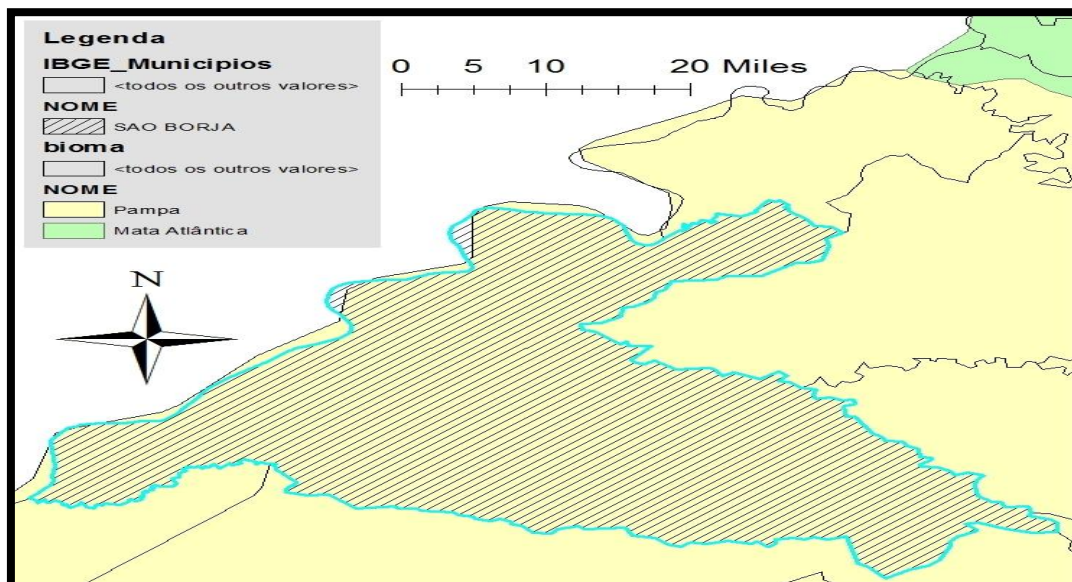 Legenda
IBGE_Municipios
<todos os outros valores>
NOME
SAO BORJA
bioma
<todos os outros valores>
NOME
Pampa
Mata Atlântica
0 5 10 20 Miles
N